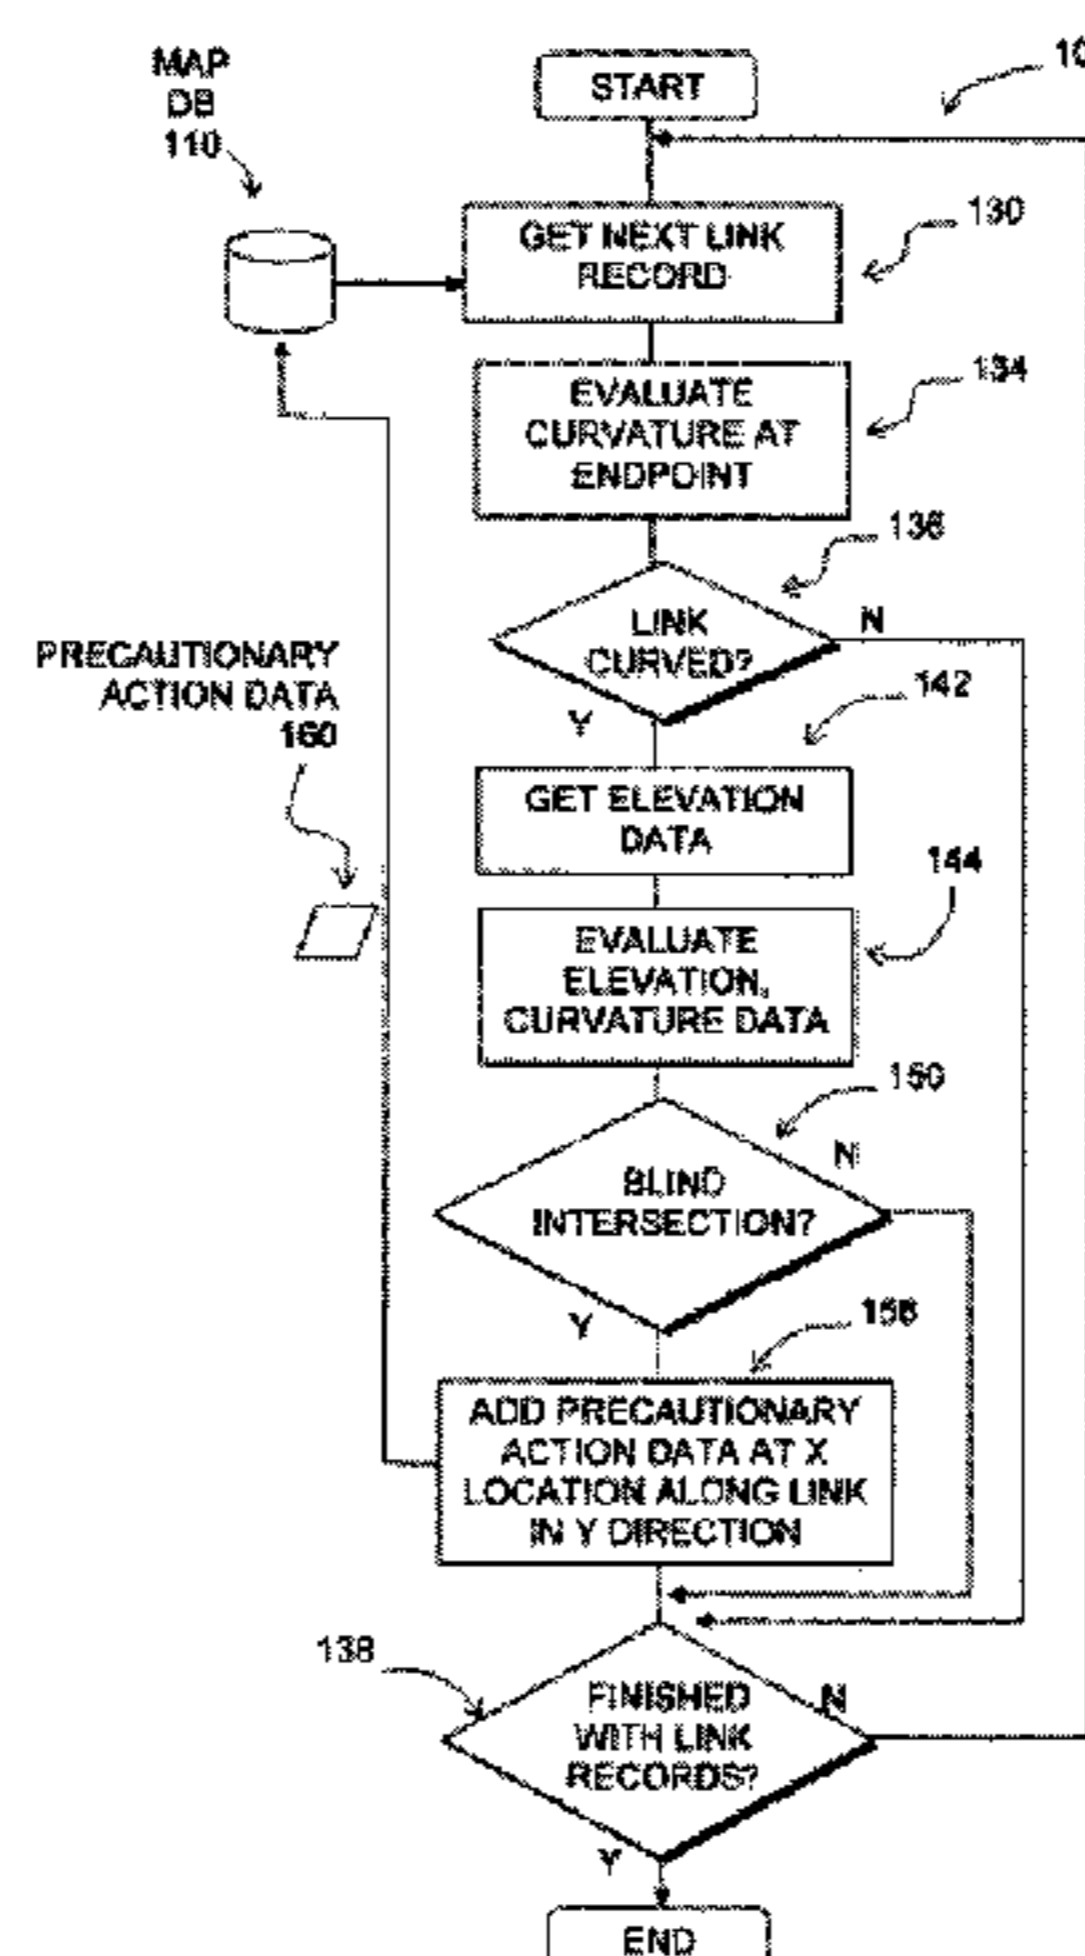 MAP
DB
110
START
130
GET NEXT LINK
RECORD
134
EVALUATE
CURVATURE AT
ENDPOINT
136
LINK
CURVED?
N
Y
PRECAUTIONARY
ACTION DATA
160
142
GET ELEVATION
DATA
144
EVALUATE
ELEVATION,
CURVATURE DATA
150
BLIND
INTERSECTION?
N
Y
ADD PRECAUTIONARY
ACTION DATA AT X
LOCATION ALONG LINK
IN Y DIRECTION
138
FINISHED
WITH LINK
RECORDS?
N
Y
END